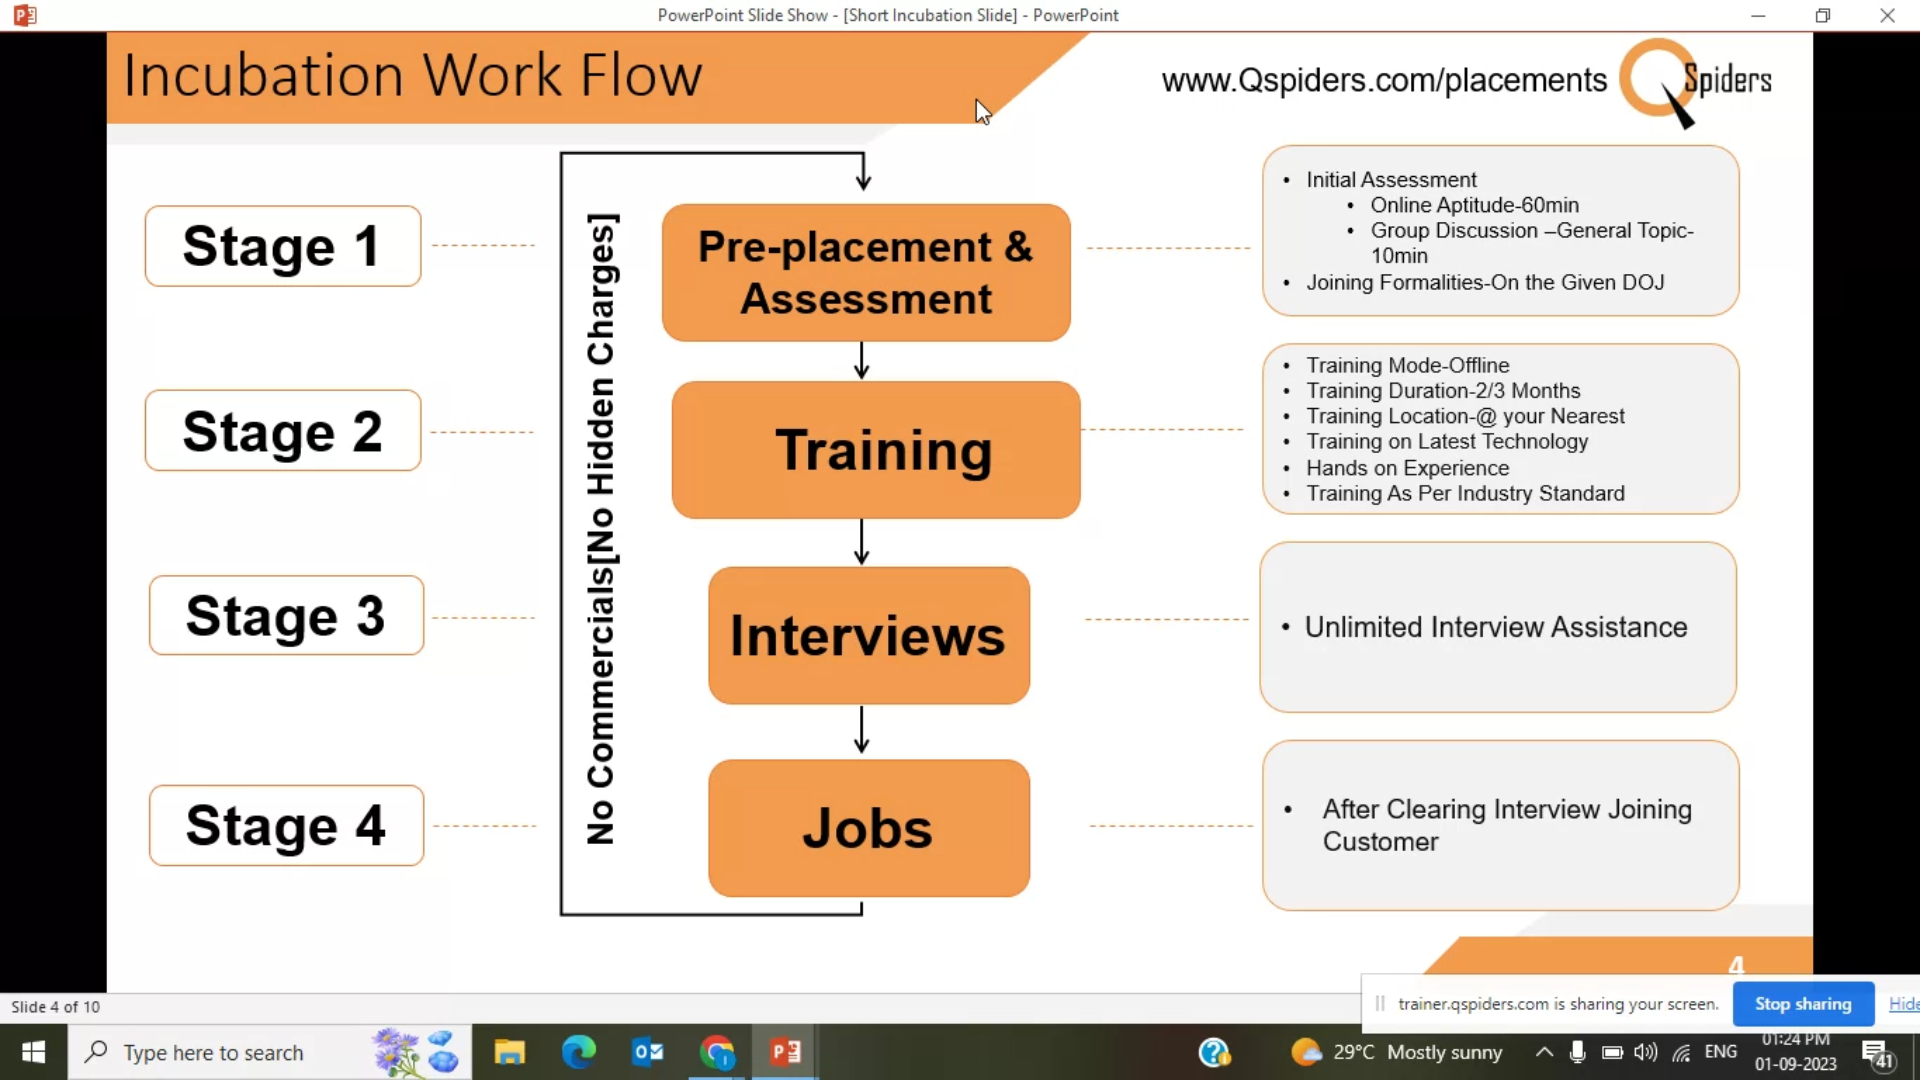 PowerPoint Slide Show - [Short Incubation Slide] - PowerPoint
Incubation Work Flow
www.Qspiders.com/placements
Spiders
Stage 1
Pre-placement &
Assessment
• Initial Assessment
• Online Aptitude-60min
• Group Discussion –General Topic-
10min
• Joining Formalities-On the Given DOJ
Stage 2
Training
• Training Mode-Offline
• Training Duration-2/3 Months
• Training Location-@ your Nearest
• Training on Latest Technology
• Hands on Experience
• Training As Per Industry Standard
Stage 3
Interviews
• Unlimited Interview Assistance
Stage 4
Jobs
• After Clearing Interview Joining
Customer
No Commercials[No Hidden Charges]
4
Slide 4 of 10
trainer.qspiders.com is sharing your screen.
Stop sharing
Hide
Type here to search
29°C Mostly sunny
ENG
01:24 PM
01-09-2023
41